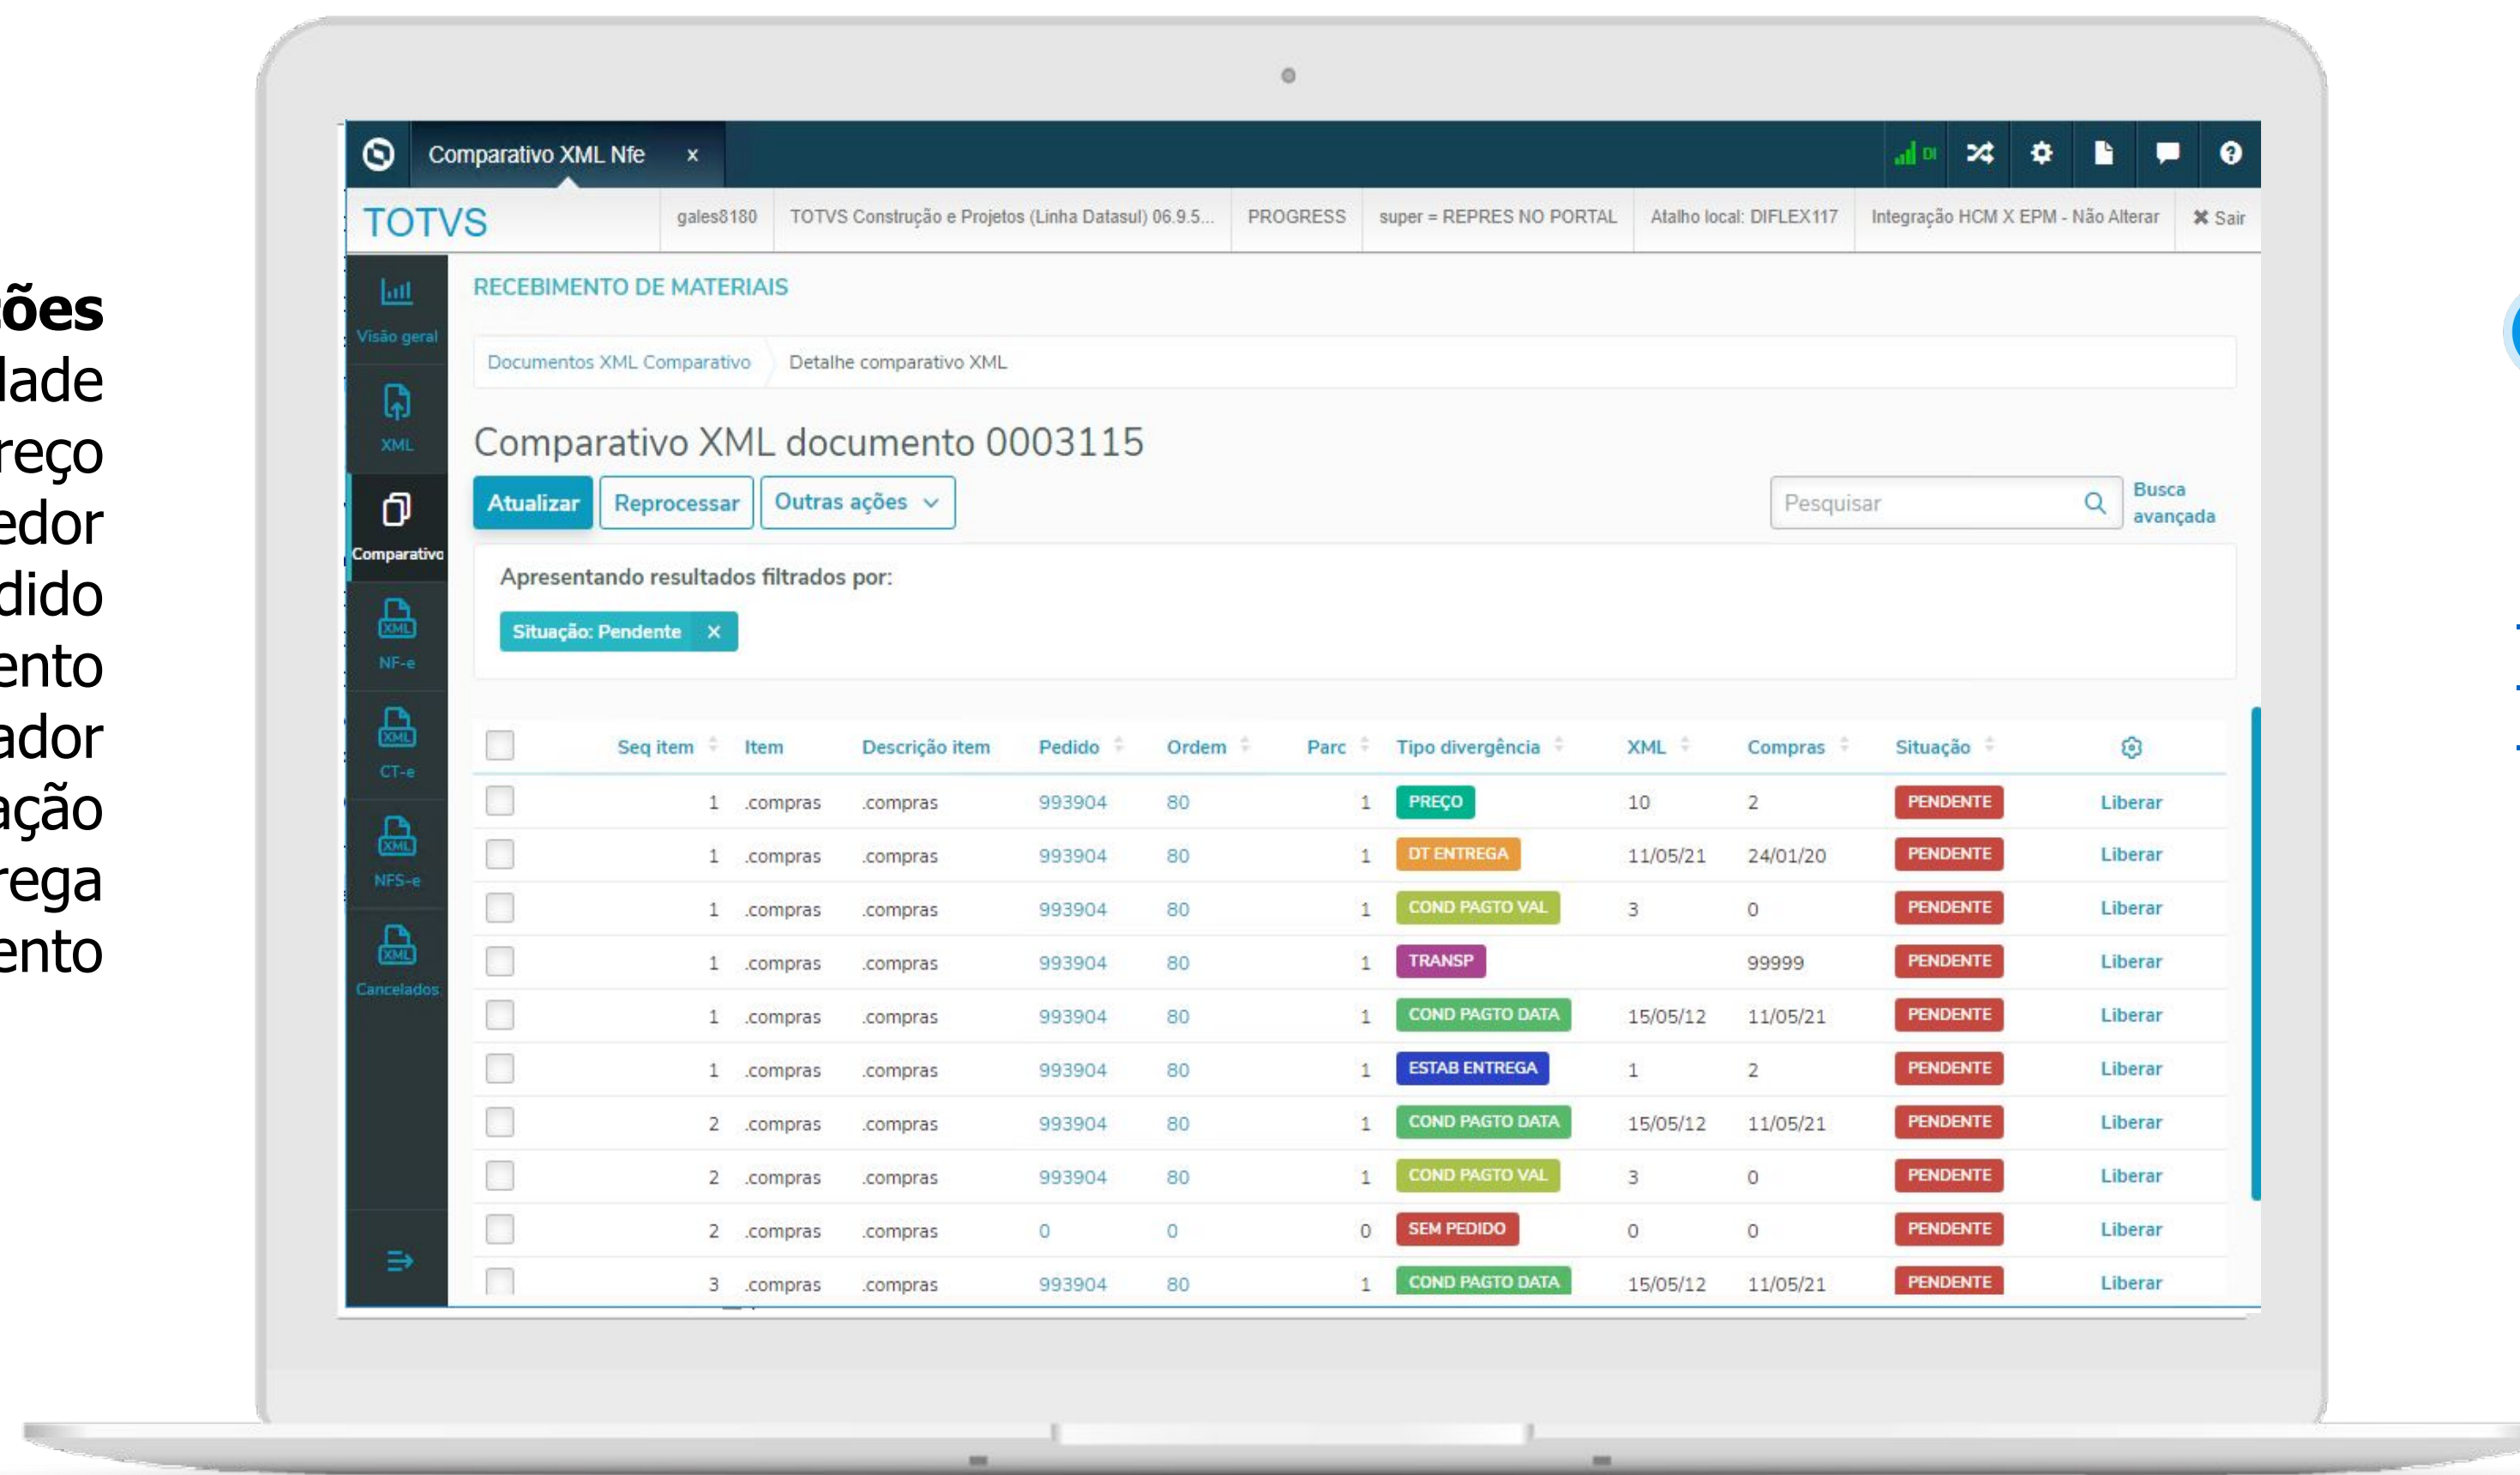 Comparativo XML Nfe x
DI
TOTVS gales8180 TOTVS Construção e Projetos (Linha Datasul) 06.9.5... PROGRESS super = REPRES NO PORTAL Atalho local: DIFLEX117 Integração HCM X EPM - Não Alterar ✖ Sair
Visão geral
XML
Comparativo
XML
NF-e
XML
CT-e
XML
NFS-e
XML
Cancelados
RECEBIMENTO DE MATERIAIS
Documentos XML Comparativo Detalhe comparativo XML
Comparativo XML documento 0003115
Atualizar Reprocessar Outras ações Pesquisar Busca avançada
Apresentando resultados filtrados por:
Situação: Pendente X
Seq item Item Descrição item Pedido Ordem Parc Tipo divergência XML Compras Situação
1 .compras .compras 993904 80 1 PREÇO 10 2 PENDENTE Liberar
1 .compras .compras 993904 80 1 DT ENTREGA 11/05/21 24/01/20 PENDENTE Liberar
1 .compras .compras 993904 80 1 COND PAGTO VAL 3 0 PENDENTE Liberar
1 .compras .compras 993904 80 1 TRANSP 99999 PENDENTE Liberar
1 .compras .compras 993904 80 1 COND PAGTO DATA 15/05/12 11/05/21 PENDENTE Liberar
1 .compras .compras 993904 80 1 ESTAB ENTREGA 1 2 PENDENTE Liberar
2 .compras .compras 993904 80 1 COND PAGTO DATA 15/05/12 11/05/21 PENDENTE Liberar
2 .compras .compras 993904 80 1 COND PAGTO VAL 3 0 PENDENTE Liberar
2 .compras .compras 0 0 0 SEM PEDIDO 0 0 PENDENTE Liberar
3 .compras .compras 993904 80 1 COND PAGTO DATA 15/05/12 11/05/21 PENDENTE Liberar